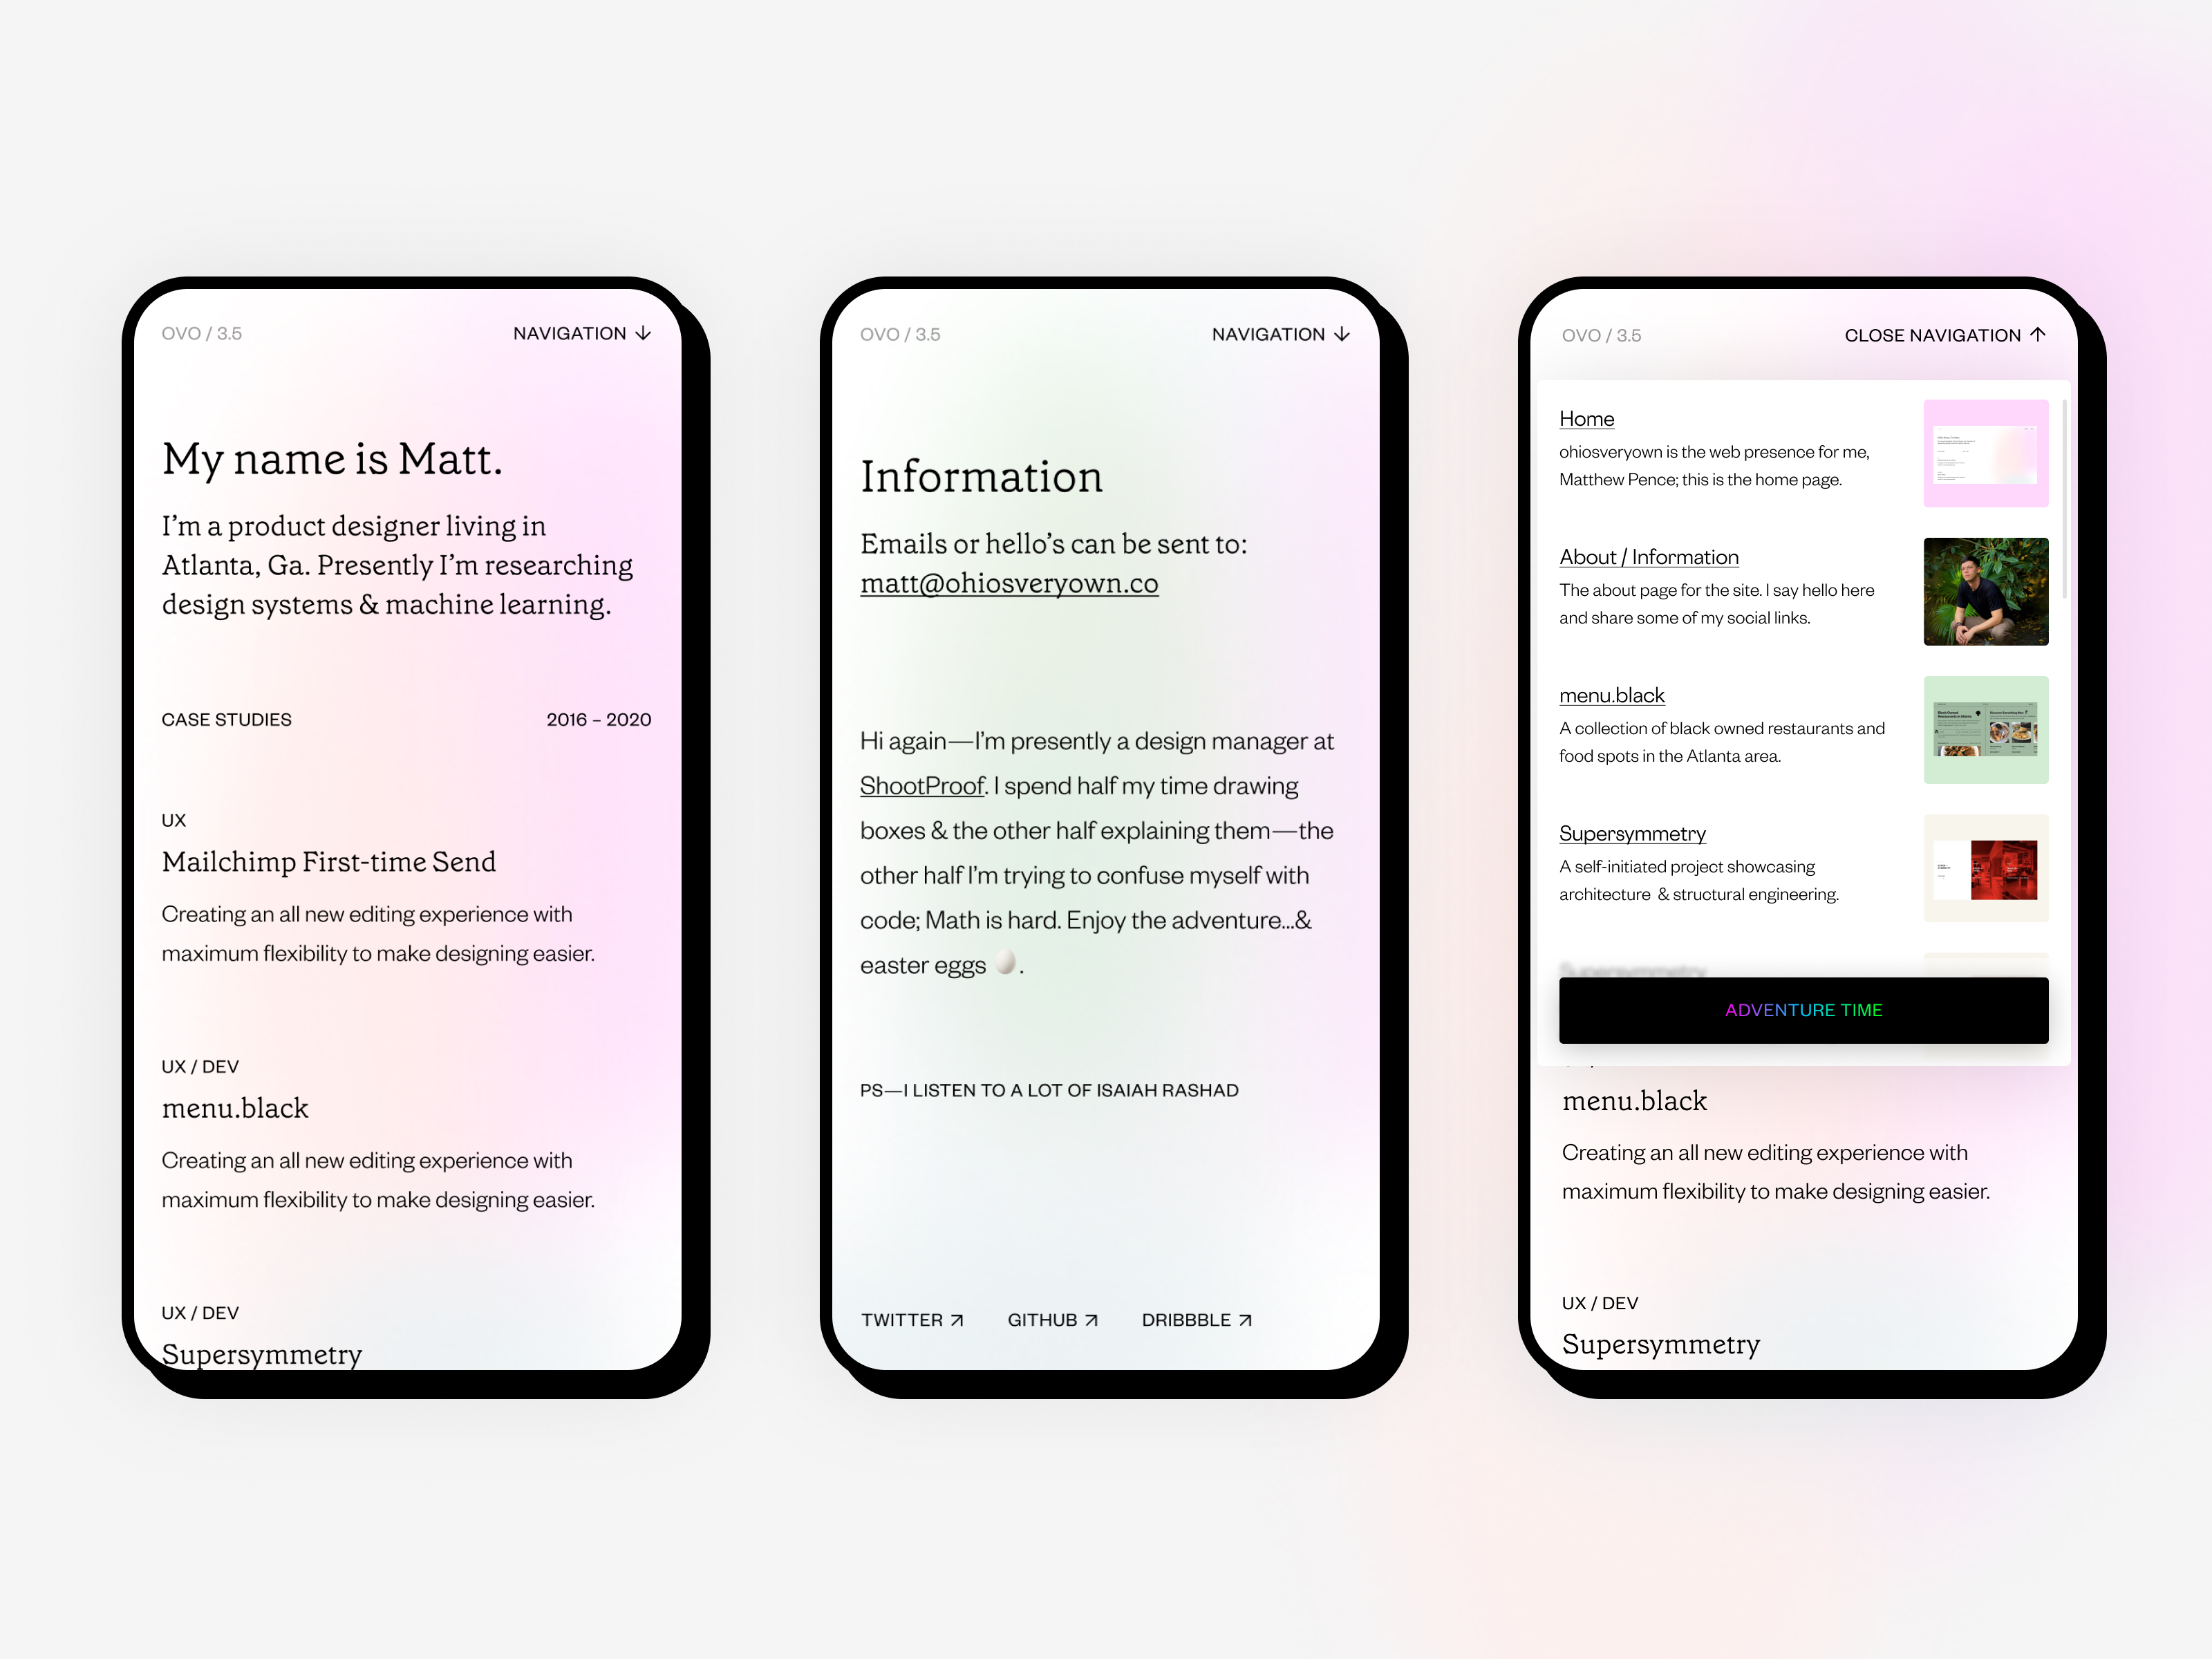 OVO / 3.5
NAVIGATION ↓
My name is Matt.
I’m a product designer living in
Atlanta, Ga. Presently I’m researching
design systems & machine learning.
CASE STUDIES
2016 – 2020
UX
Mailchimp First-time Send
Creating an all new editing experience with
maximum flexibility to make designing easier.
UX / DEV
menu.black
Creating an all new editing experience with
maximum flexibility to make designing easier.
UX / DEV
Supersymmetry
OVO / 3.5
NAVIGATION ↓
Information
Emails or hello’s can be sent to:
matt@ohiosveryown.co
Hi again—I’m presently a design manager at
ShootProof. I spend half my time drawing
boxes & the other half explaining them—the
other half I’m trying to confuse myself with
code; Math is hard. Enjoy the adventure...&
easter eggs 🥚.
PS—I LISTEN TO A LOT OF ISAIAH RASHAD
TWITTER ↗
GITHUB ↗
DRIBBBLE ↗
OVO / 3.5
CLOSE NAVIGATION ↑
Home
ohiosveryown is the web presence for me,
Matthew Pence; this is the home page.
About / Information
The about page for the site. I say hello here
and share some of my social links.
menu.black
A collection of black owned restaurants and
food spots in the Atlanta area.
Supersymmetry
A self-initiated project showcasing
architecture & structural engineering.
Supersymmetry
ADVENTURE TIME
menu.black
Creating an all new editing experience with
maximum flexibility to make designing easier.
UX / DEV
Supersymmetry